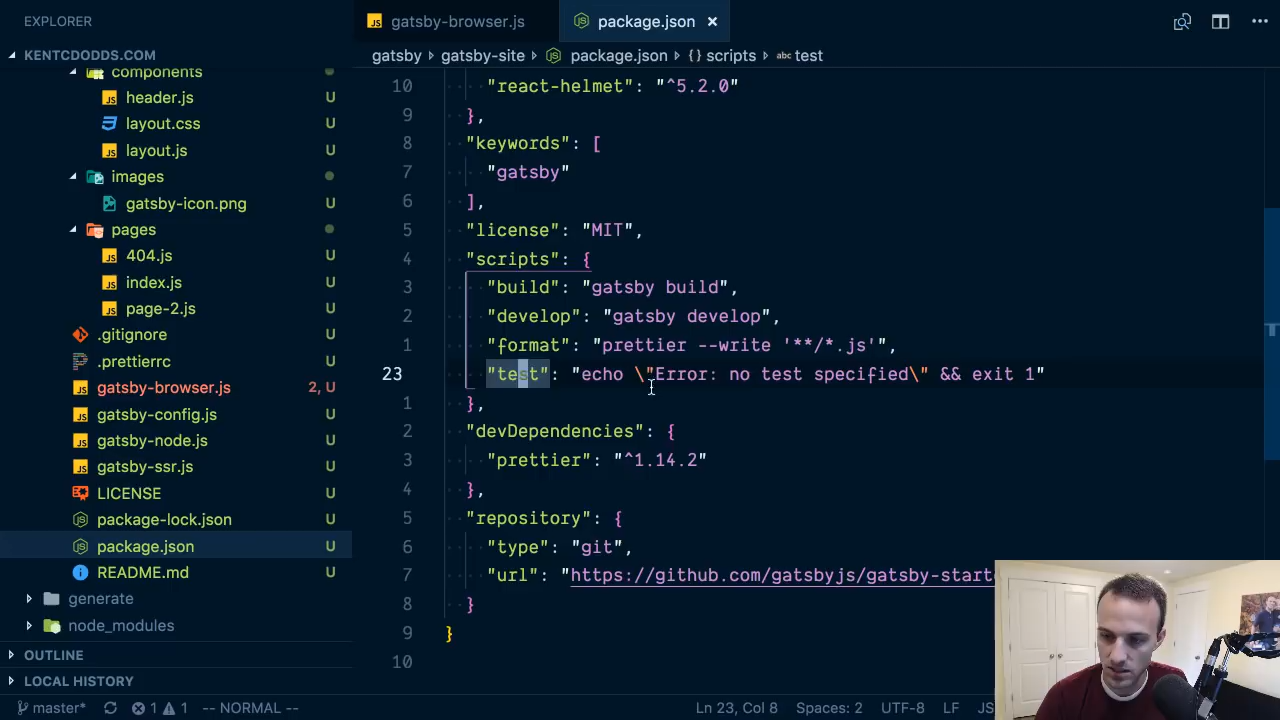 EXPLORER
KENTCDODDS.COM
components
header.js U
layout.css U
layout.js U
images
gatsby-icon.png U
pages
404.js U
index.js U
page-2.js U
.gitignore U
.prettierrc U
gatsby-browser.js 2, U
gatsby-config.js U
gatsby-node.js U
gatsby-ssr.js U
LICENSE U
package-lock.json U
package.json U
README.md U
generate
node_modules
OUTLINE
LOCAL HISTORY
gatsby-browser.js package.json ×
gatsby › gatsby-site › package.json › {} scripts › abc test
10 "react-helmet": "^5.2.0"
9 },
8 "keywords": [
7 "gatsby"
6 ],
5 "license": "MIT",
4 "scripts": {
3 "build": "gatsby build",
2 "develop": "gatsby develop",
1 "format": "prettier --write '**/*.js'",
23 "test": "echo \"Error: no test specified\" && exit 1"
1 },
2 "devDependencies": {
3 "prettier": "^1.14.2"
4 },
5 "repository": {
6 "type": "git",
7 "url": "https://github.com/gatsbyjs/gatsby-start
8 }
9 }
10
master* 1 1 -- NORMAL -- Ln 23, Col 8 Spaces: 2 UTF-8 LF JS